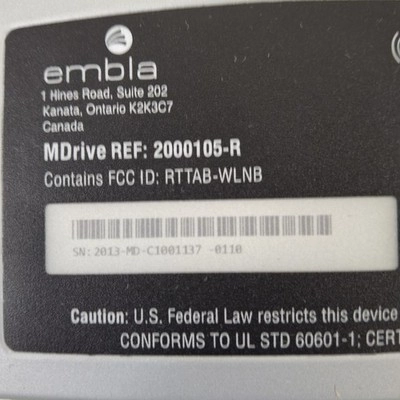 embla
1 Hines Road, Suite 202
Kanata, Ontario K2K3C7
Canada
MDrive REF: 2000105-R
Contains FCC ID: RTTAB-WLNB
SN:2013-MD-C1001137 -0110
Caution: U.S. Federal Law restricts this device
CONFORMS TO UL STD 60601-1; CERT